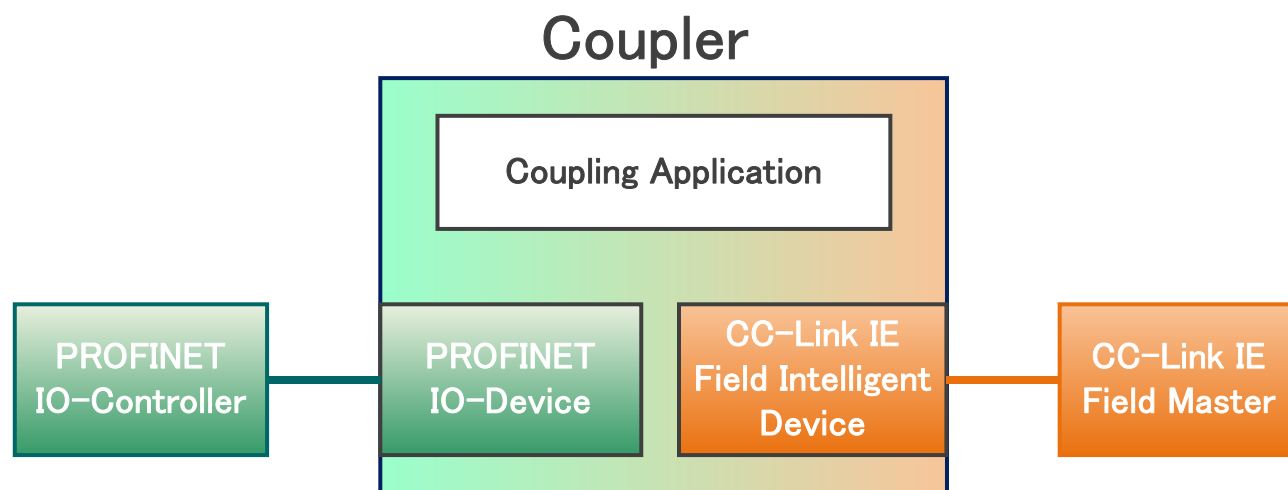 Coupler
Coupling Application
PROFINET
IO-Controller
PROFINET
IO-Device
CC-Link IE
Field Intelligent
Device
CC-Link IE
Field Master